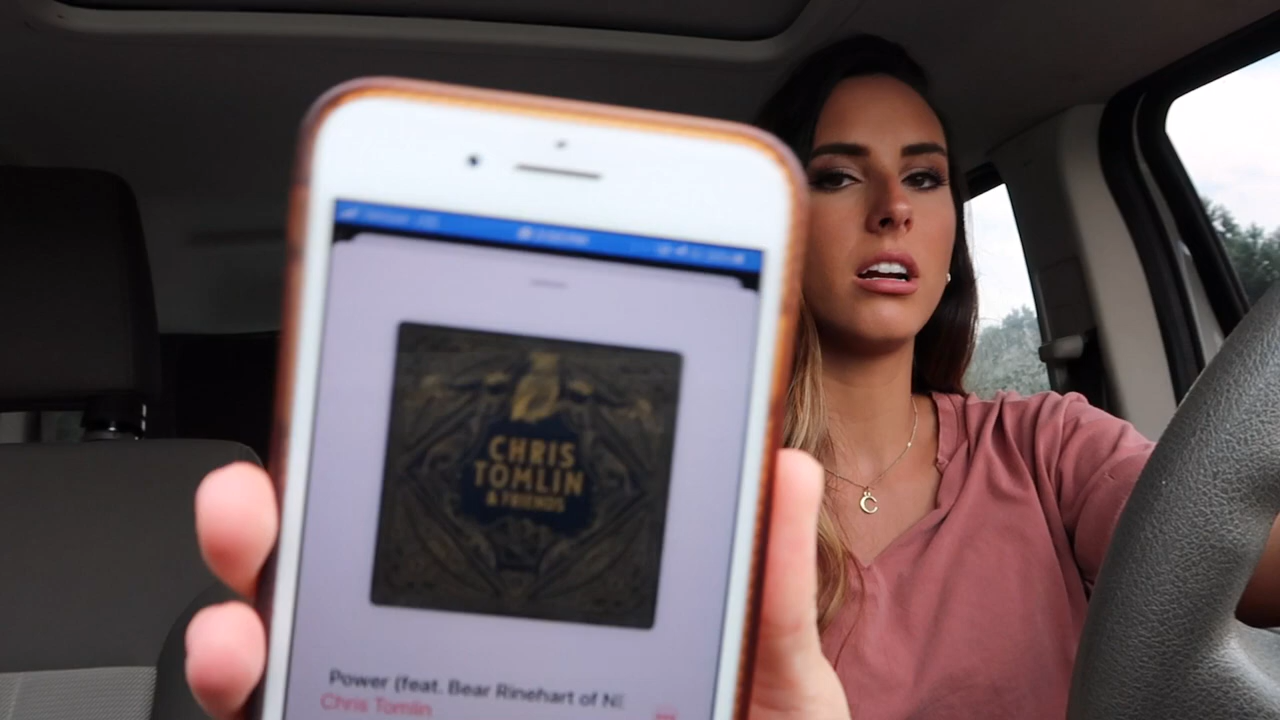 CHRIS
TOMLIN
& FRIENDS
Power (feat. Bear Rinehart of NE
Chris Tomlin
C